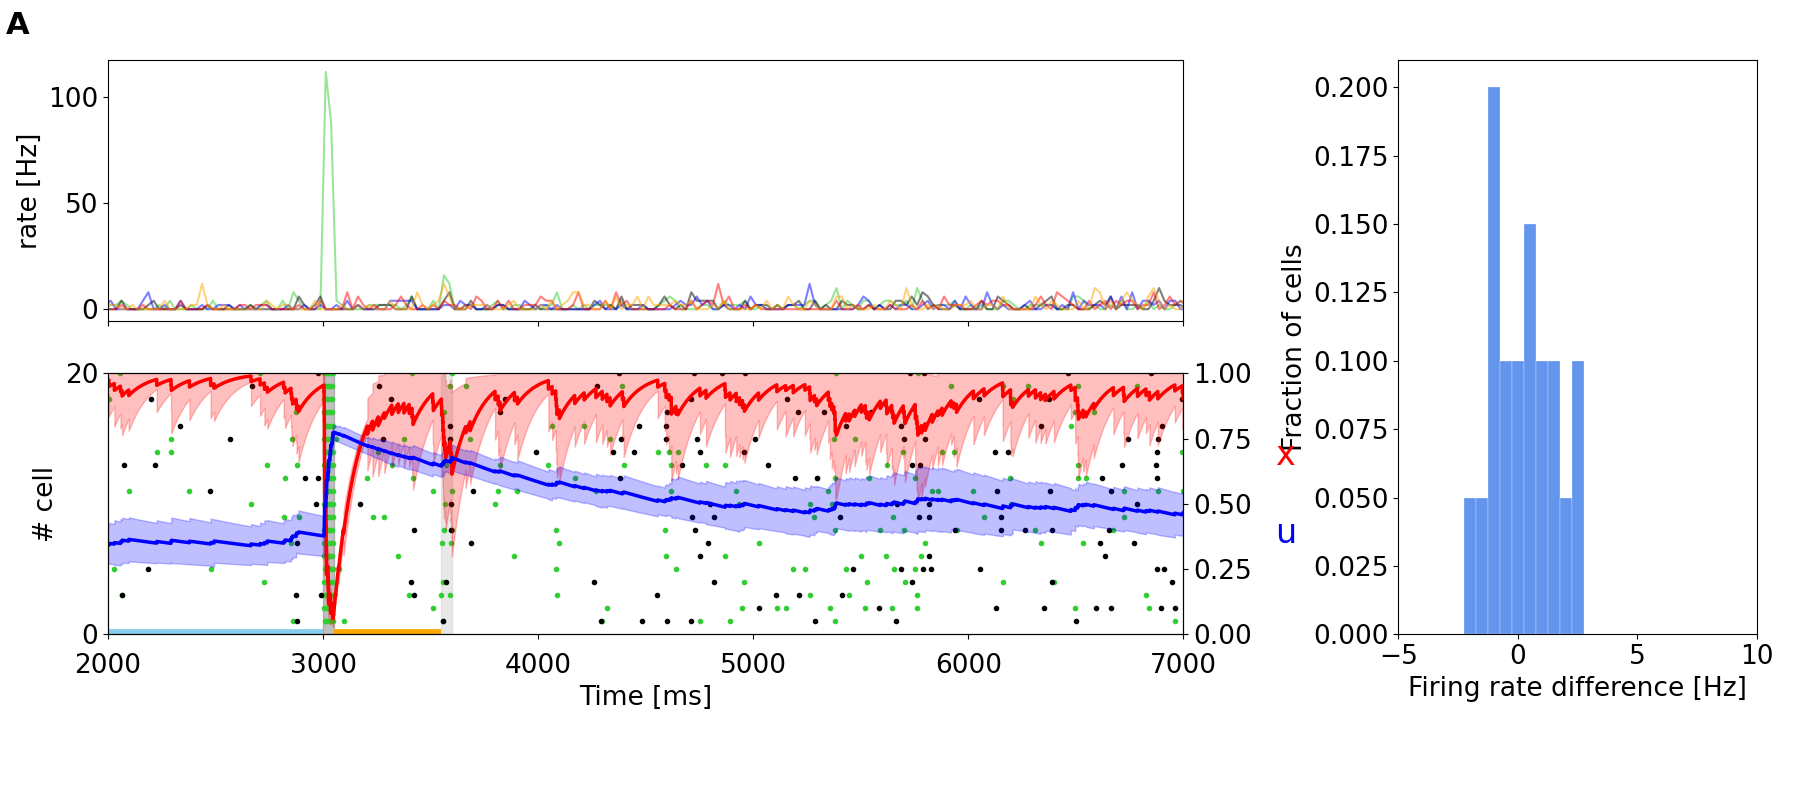 A
rate [Hz]
100
50
0
# cell
20
0
1.00
0.75
0.50
0.25
0.00
x
u
2000 3000 4000 5000 6000 7000
Time [ms]
Fraction of cells
0.200
0.175
0.150
0.125
0.100
0.075
0.050
0.025
0.000
−5 0 5 10
Firing rate difference [Hz]